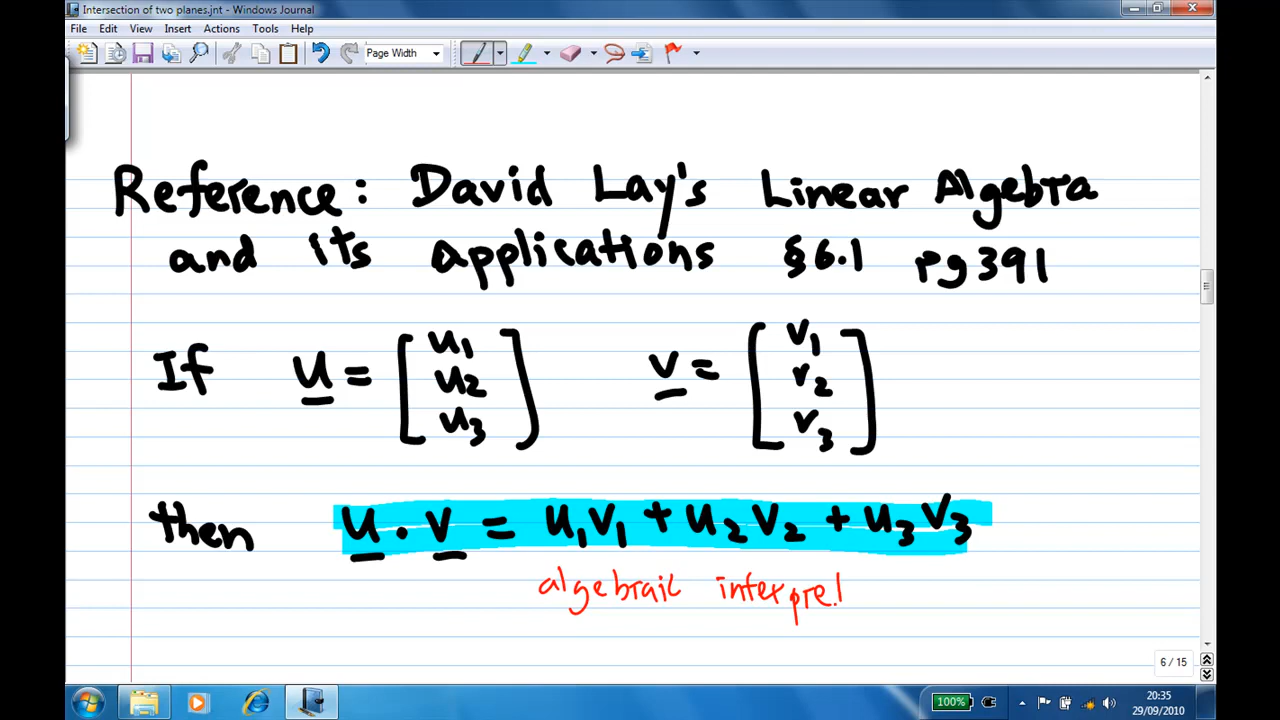 Intersection of two planes.jnt - Windows Journal
File Edit View Insert Actions Tools Help
Page Width
Reference: David Lay's Linear Algebra
and its applications §6.1 pg 391
If u = [u1 u2 u3] v = [v1 v2 v3]
then u · v = u1v1 + u2v2 + u3v3
algebraic interpre
6 / 15
100%
20:35
29/09/2010